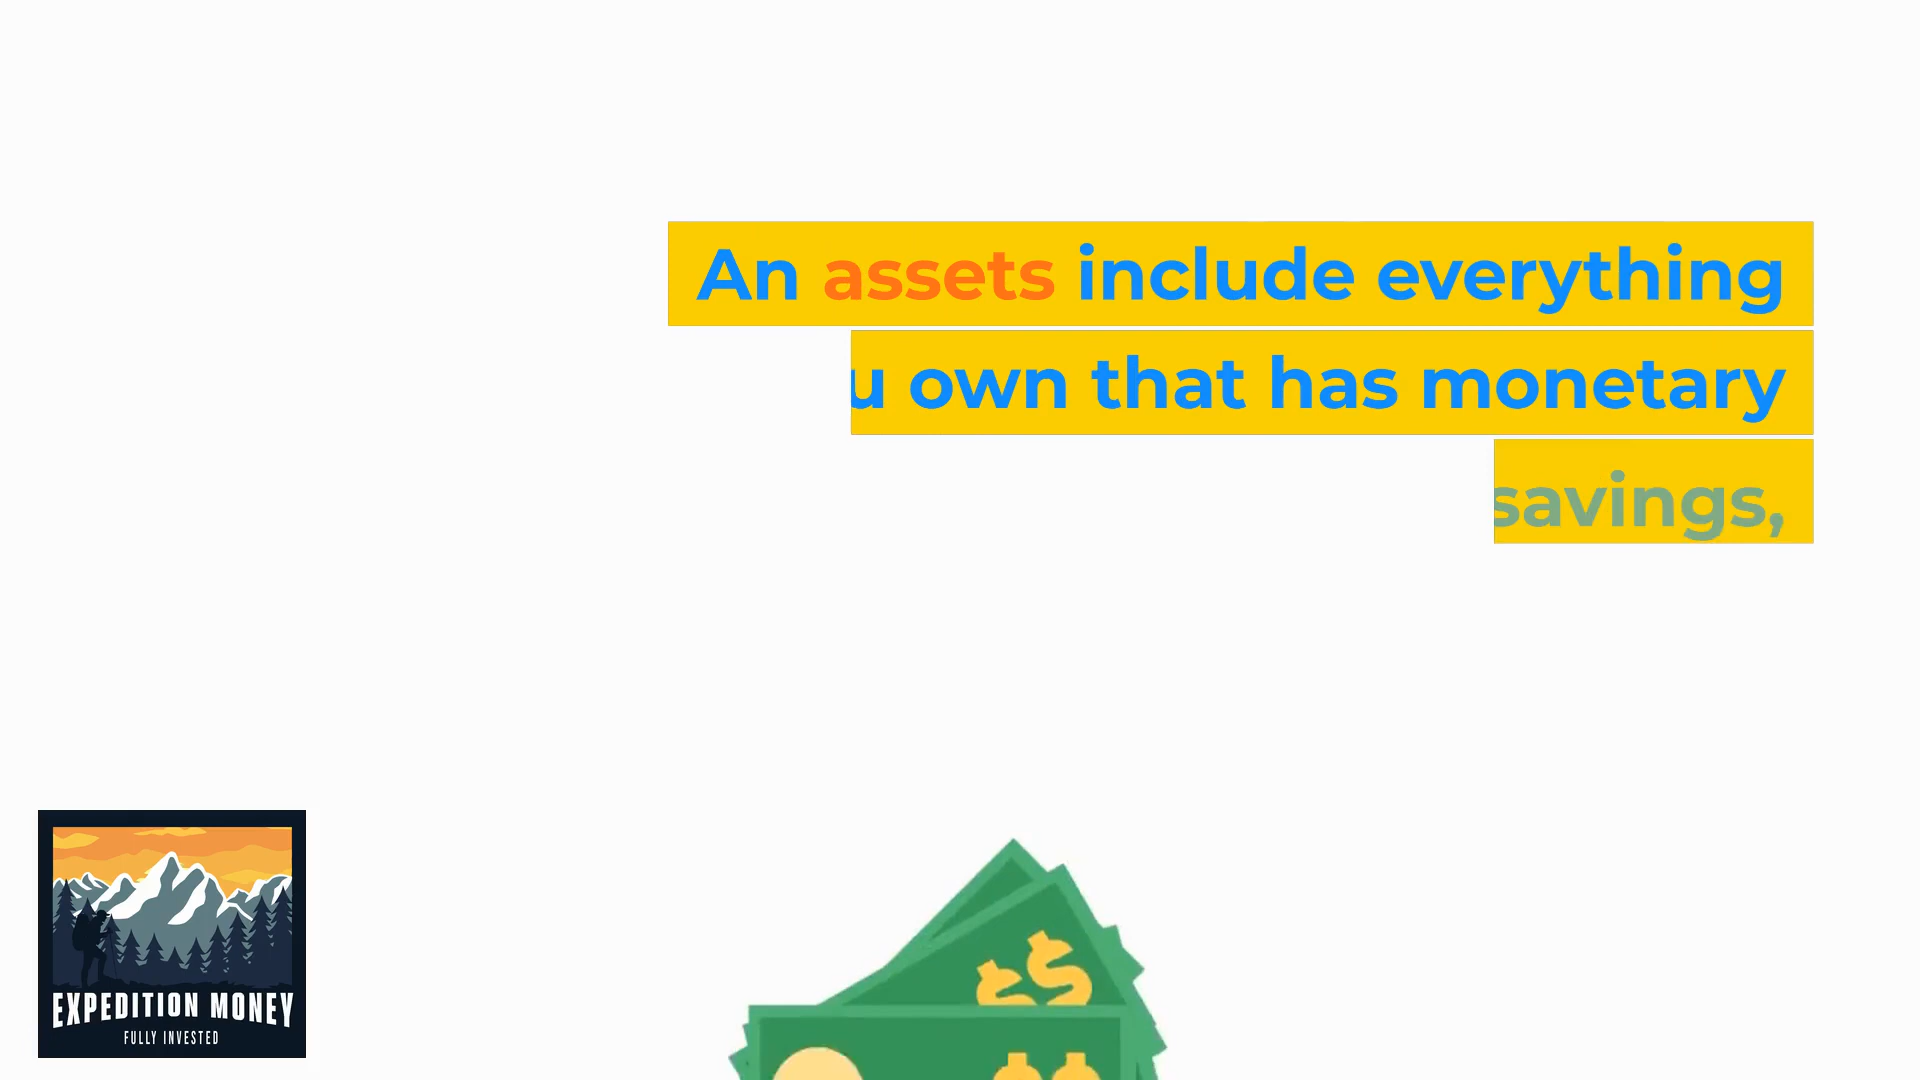 An assets include everything
u own that has monetary
savings,
EXPEDITION MONEY
FULLY INVESTED